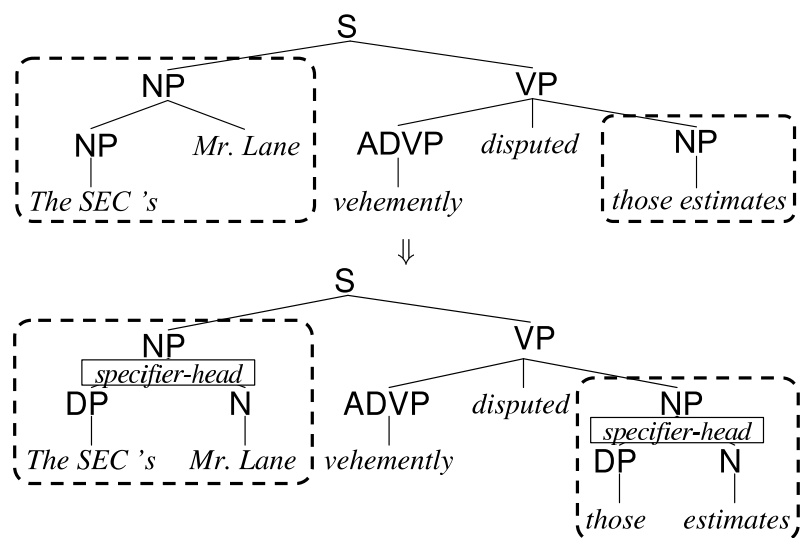 S
NP VP
NP Mr. Lane ADVP disputed NP
The SEC 's vehemently those estimates
⇓
S
NP VP
specifier-head
DP N ADVP disputed NP
specifier-head
The SEC 's Mr. Lane vehemently DP N
those estimates